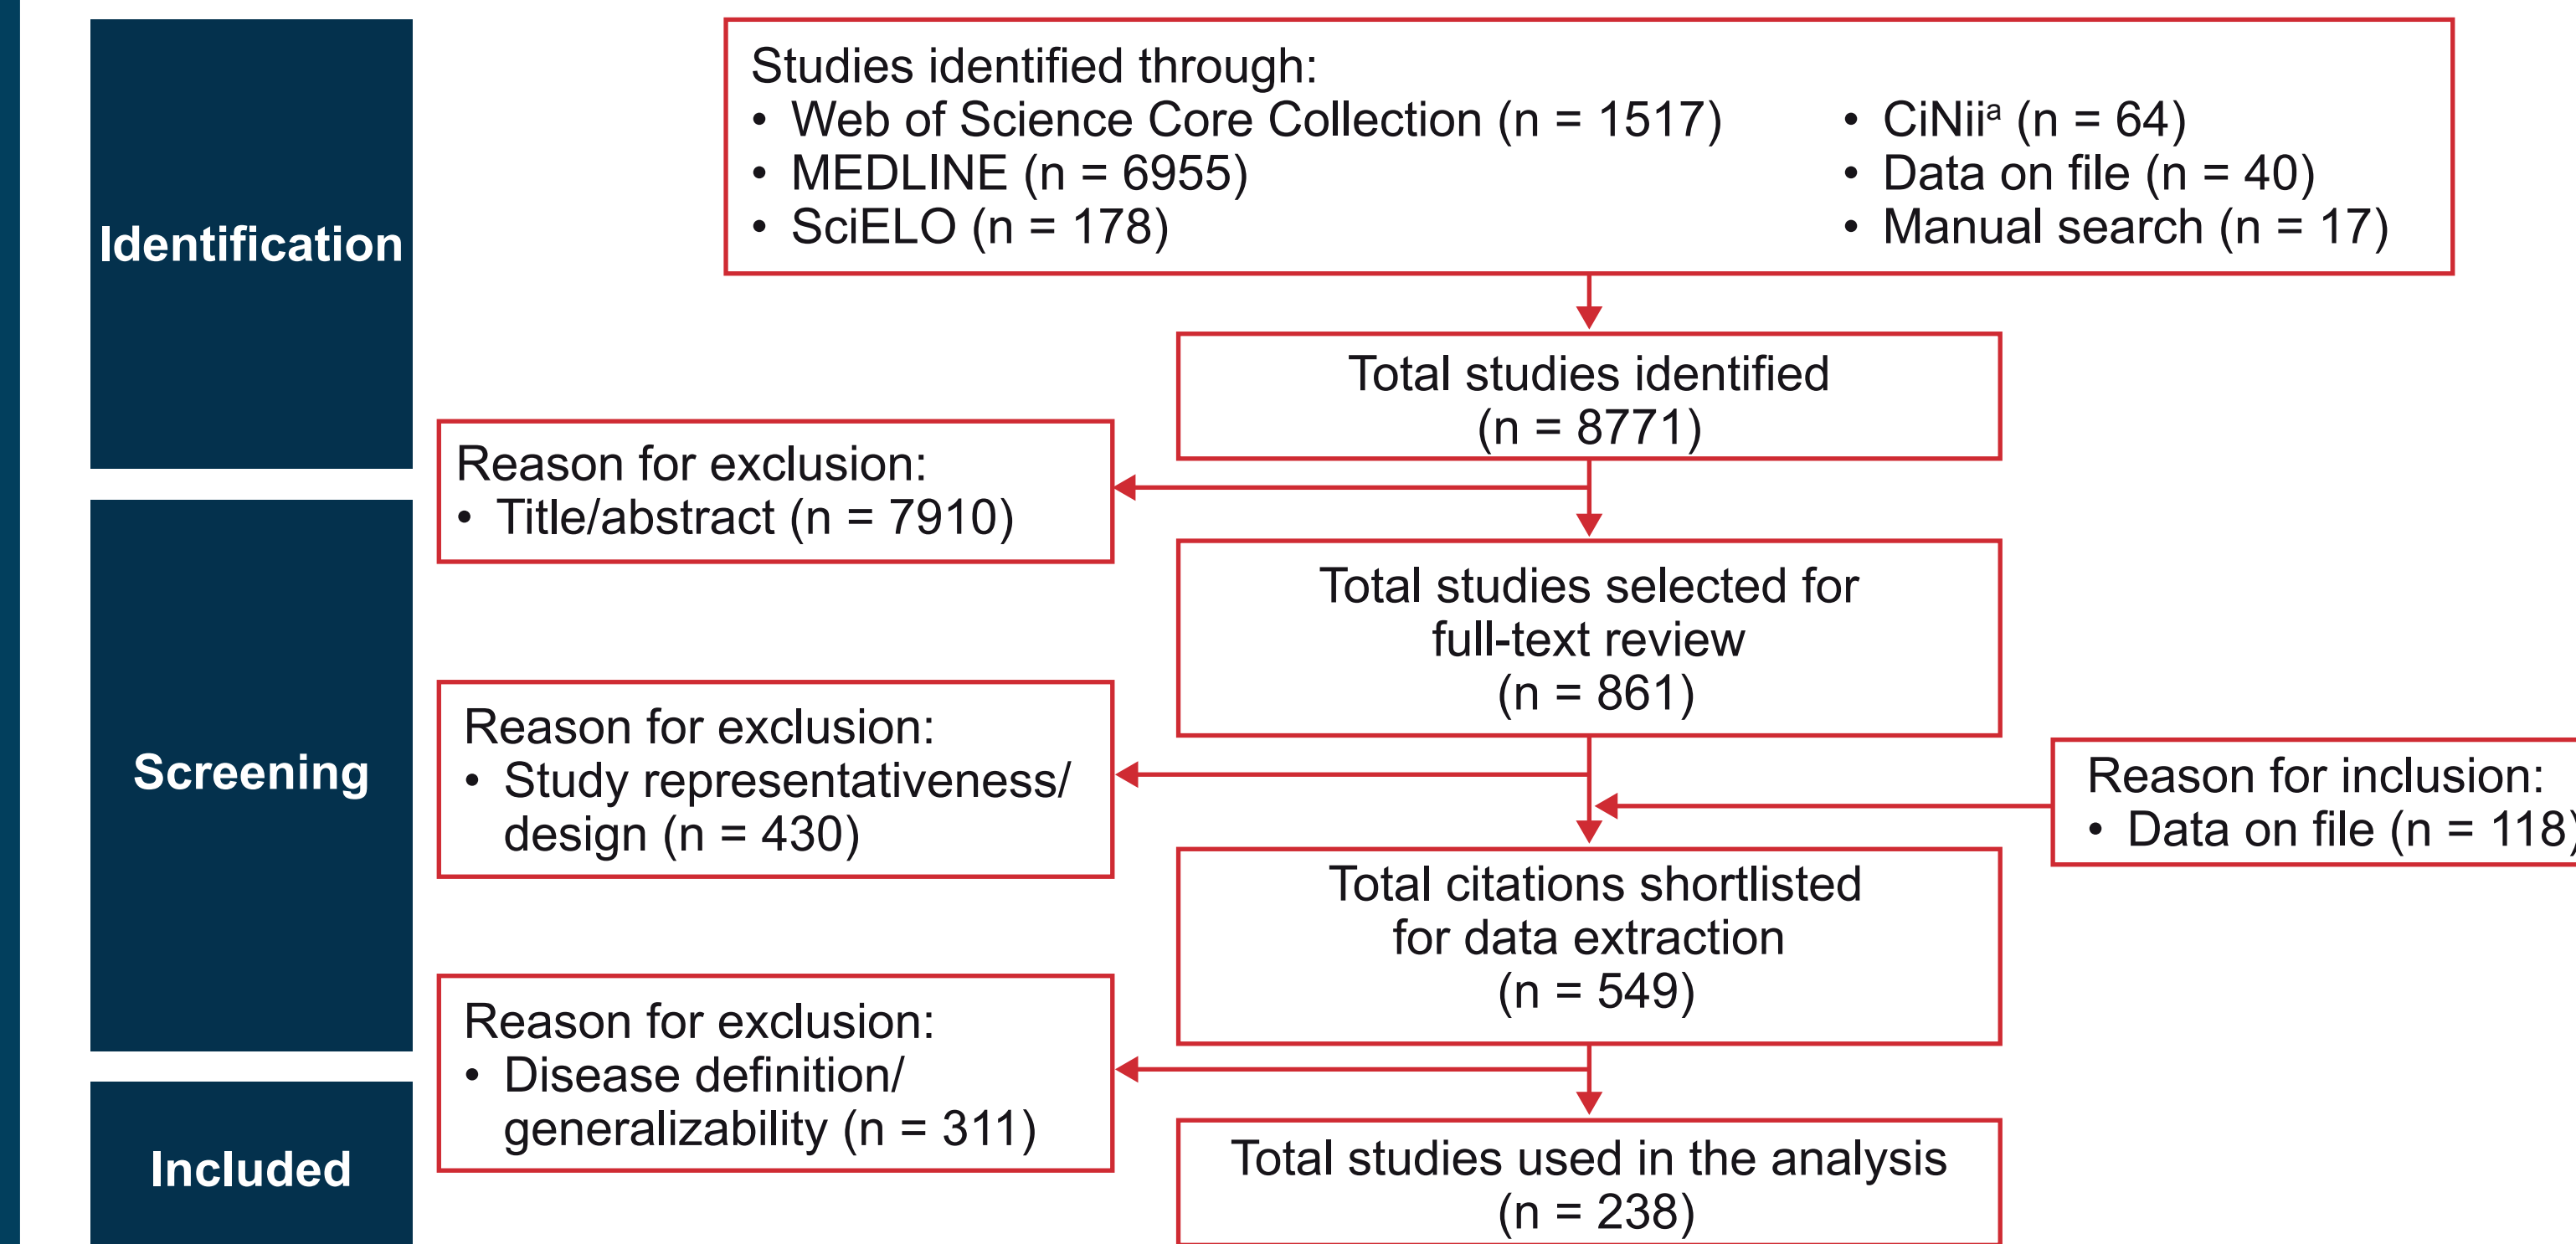 Identification
Studies identified through:
• Web of Science Core Collection (n = 1517)
• MEDLINE (n = 6955)
• SciELO (n = 178)
• CiNiiᵃ (n = 64)
• Data on file (n = 40)
• Manual search (n = 17)
Total studies identified
(n = 8771)
Reason for exclusion:
• Title/abstract (n = 7910)
Screening
Total studies selected for
full-text review
(n = 861)
Reason for exclusion:
• Study representativeness/
design (n = 430)
Reason for inclusion:
• Data on file (n = 118)
Total citations shortlisted
for data extraction
(n = 549)
Reason for exclusion:
• Disease definition/
generalizability (n = 311)
Included
Total studies used in the analysis
(n = 238)